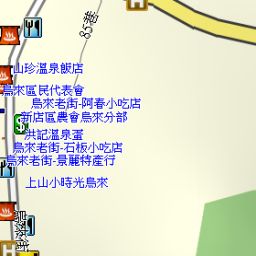 H
85巷
山珍溫泉飯店
烏來區民代表會
烏來老街-阿春小吃店
新店區農會烏來分部
$
洪記溫泉蛋
烏來老街-石板小吃店
烏來老街-景麗特產行
上山小時光烏來
烏來街
H